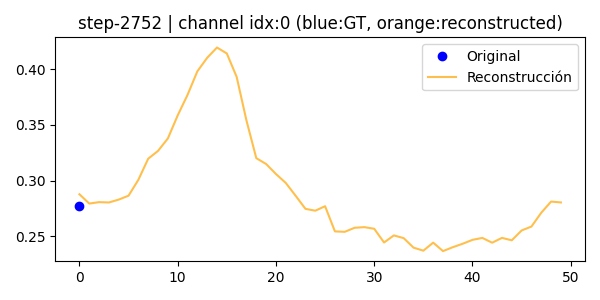 step-2752 | channel idx:0 (blue:GT, orange:reconstructed)
Original
Reconstrucción
0.40
0.35
0.30
0.25
0 10 20 30 40 50